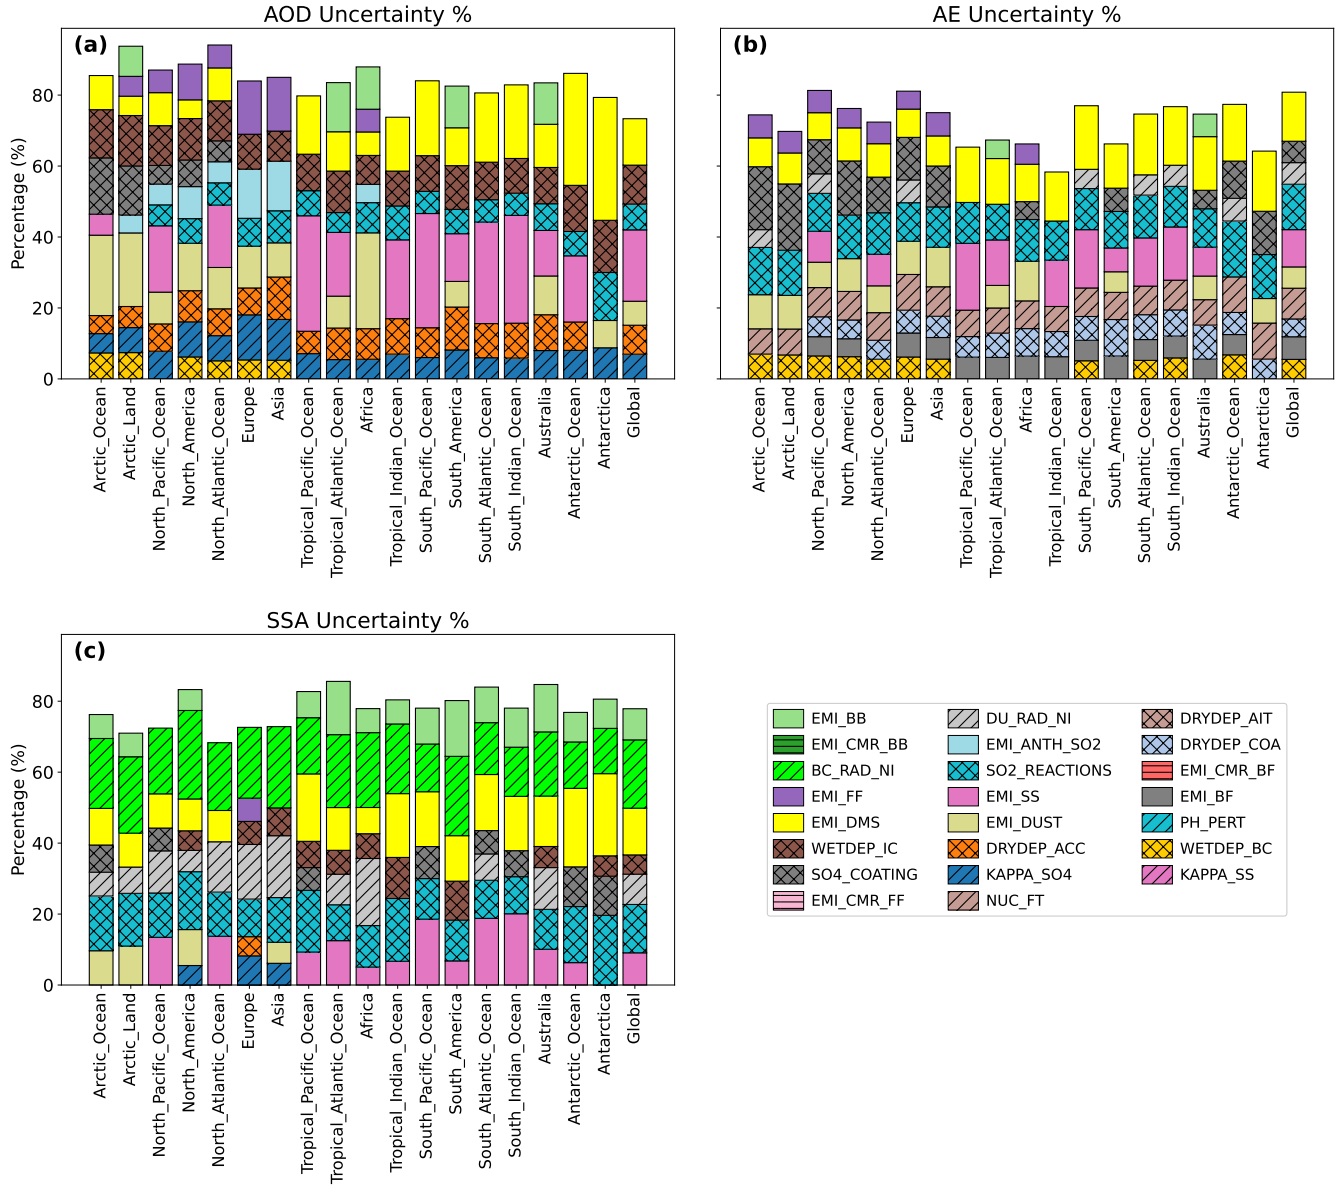 AOD Uncertainty %
(a)
Percentage (%)
80
60
40
20
0
Arctic_Ocean
Arctic_Land
North_Pacific_Ocean
North_America
North_Atlantic_Ocean
Europe
Asia
Tropical_Pacific_Ocean
Tropical_Atlantic_Ocean
Africa
Tropical_Indian_Ocean
South_Pacific_Ocean
South_America
South_Atlantic_Ocean
South_Indian_Ocean
Australia
Antarctic_Ocean
Antarctica
Global
AE Uncertainty %
(b)
Arctic_Ocean
Arctic_Land
North_Pacific_Ocean
North_America
North_Atlantic_Ocean
Europe
Asia
Tropical_Pacific_Ocean
Tropical_Atlantic_Ocean
Africa
Tropical_Indian_Ocean
South_Pacific_Ocean
South_America
South_Atlantic_Ocean
South_Indian_Ocean
Australia
Antarctic_Ocean
Antarctica
Global
SSA Uncertainty %
(c)
Percentage (%)
80
60
40
20
0
Arctic_Ocean
Arctic_Land
North_Pacific_Ocean
North_America
North_Atlantic_Ocean
Europe
Asia
Tropical_Pacific_Ocean
Tropical_Atlantic_Ocean
Africa
Tropical_Indian_Ocean
South_Pacific_Ocean
South_America
South_Atlantic_Ocean
South_Indian_Ocean
Australia
Antarctic_Ocean
Antarctica
Global
EMI_BB
EMI_CMR_BB
BC_RAD_NI
EMI_FF
EMI_DMS
WETDEP_IC
SO4_COATING
EMI_CMR_FF
DU_RAD_NI
EMI_ANTH_SO2
SO2_REACTIONS
EMI_SS
EMI_DUST
DRYDEP_ACC
KAPPA_SO4
NUC_FT
DRYDEP_AIT
DRYDEP_COA
EMI_CMR_BF
EMI_BF
PH_PERT
WETDEP_BC
KAPPA_SS